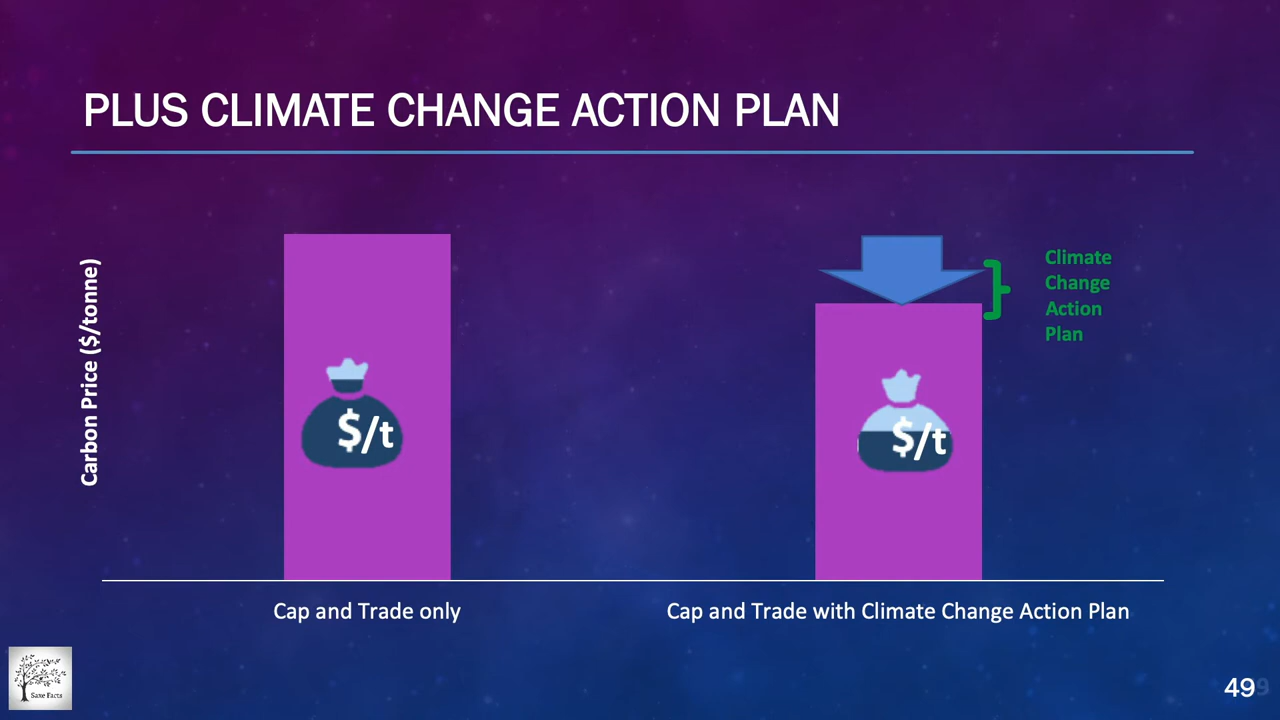 PLUS CLIMATE CHANGE ACTION PLAN
Carbon Price ($/tonne)
$/t
$/t
Climate
Change
Action
Plan
Cap and Trade only
Cap and Trade with Climate Change Action Plan
Sane Facts
49